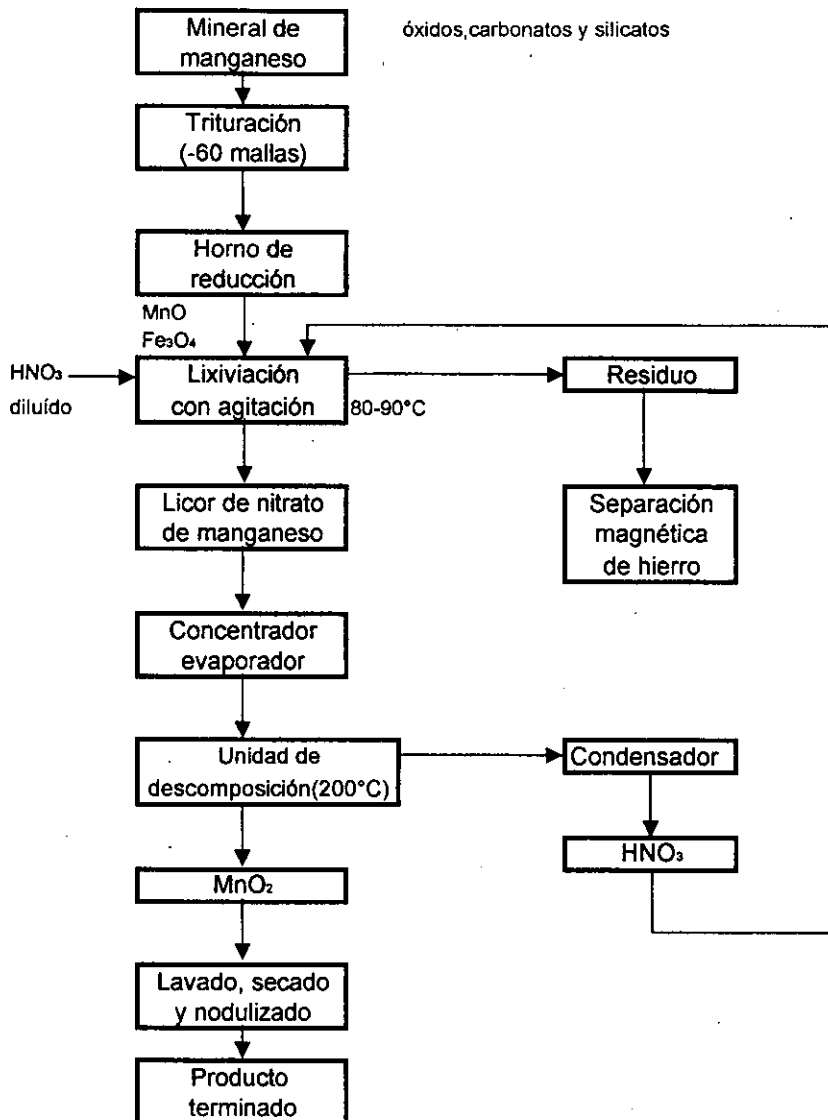 Mineral de
manganeso
óxidos,carbonatos y silicatos
Trituración
(-60 mallas)
Horno de
reducción
MnO
Fe₃O₄
HNO₃
diluído
Lixiviación
con agitación
80-90°C
Residuo
Licor de nitrato
de manganeso
Separación
magnética
de hierro
Concentrador
evaporador
Unidad de
descomposición(200°C)
Condensador
MnO₂
HNO₃
Lavado, secado
y nodulizado
Producto
terminado